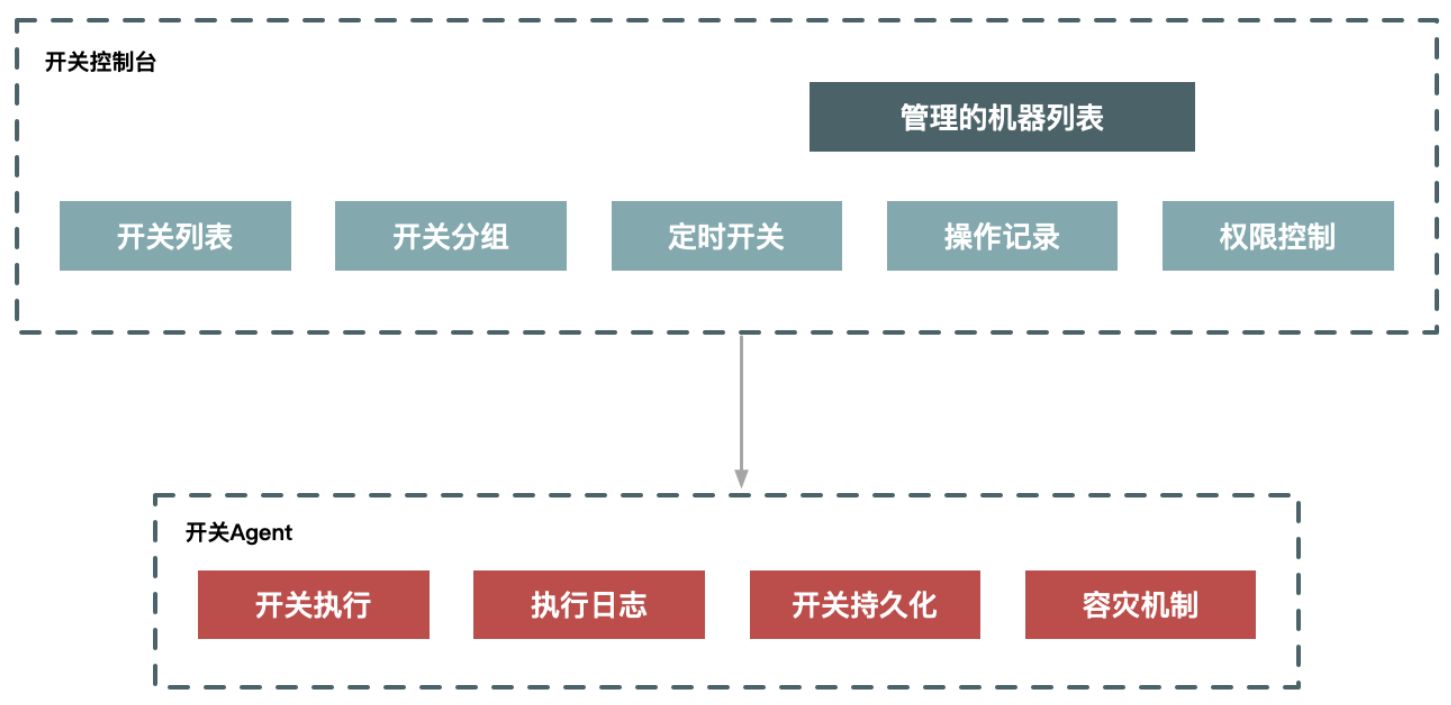 开关控制台
管理的机器列表
开关列表
开关分组
定时开关
操作记录
权限控制
开关Agent
开关执行
执行日志
开关持久化
容灾机制